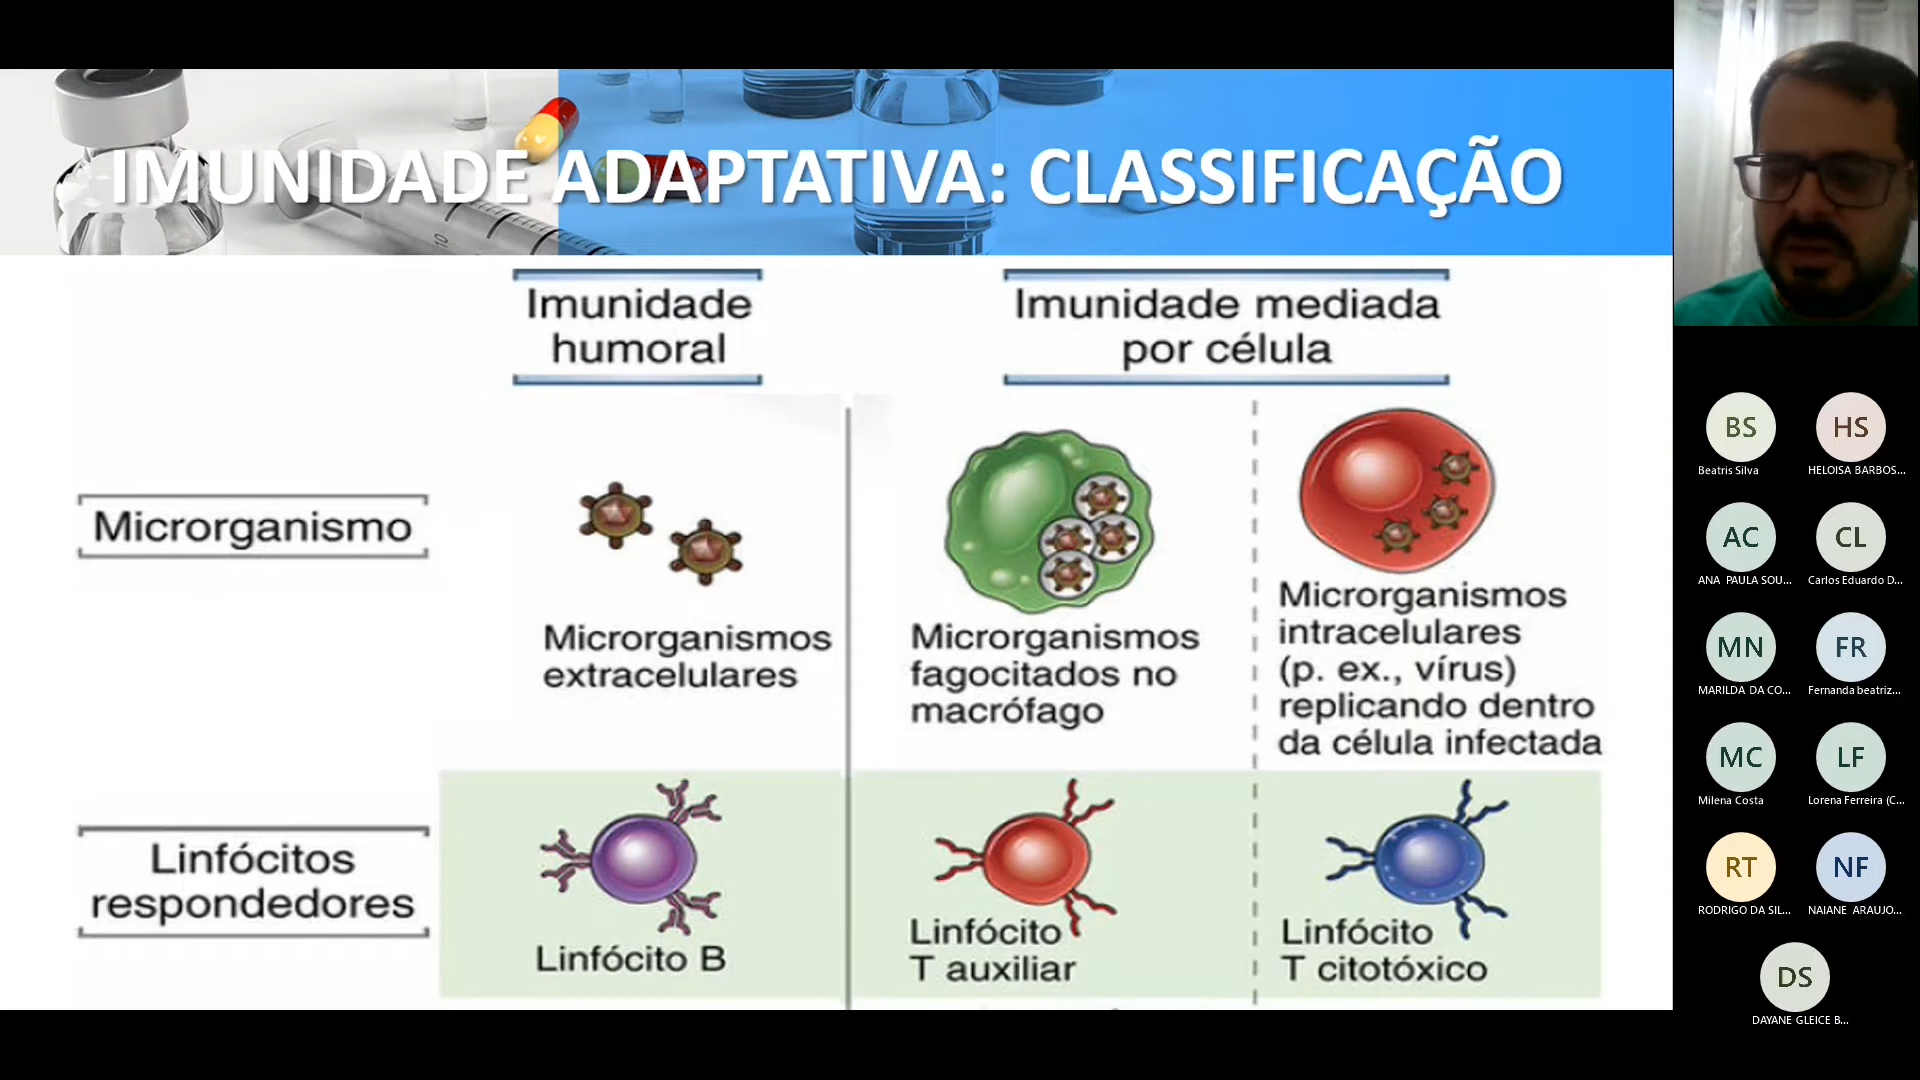 IMUNIDADE ADAPTATIVA: CLASSIFICAÇÃO
Imunidade
humoral
Imunidade mediada
por célula
Microrganismo
Microrganismos
extracelulares
Microrganismos
fagocitados no
macrófago
Microrganismos
intracelulares
(p. ex., vírus)
replicando dentro
da célula infectada
Linfócitos
respondedores
Linfócito B
Linfócito
T auxiliar
Linfócito
T citotóxico
10
BS
Beatris Silva
HS
HELOISA BARBOS...
AC
ANA PAULA SOU...
CL
Carlos Eduardo D...
MN
MARILDA DA CO...
FR
Fernanda beatriz...
MC
Milena Costa
LF
Lorena Ferreira (C...
RT
RODRIGO DA SIL...
NF
NAIANE ARAUJO...
DS
DAYANE GLEICE B...